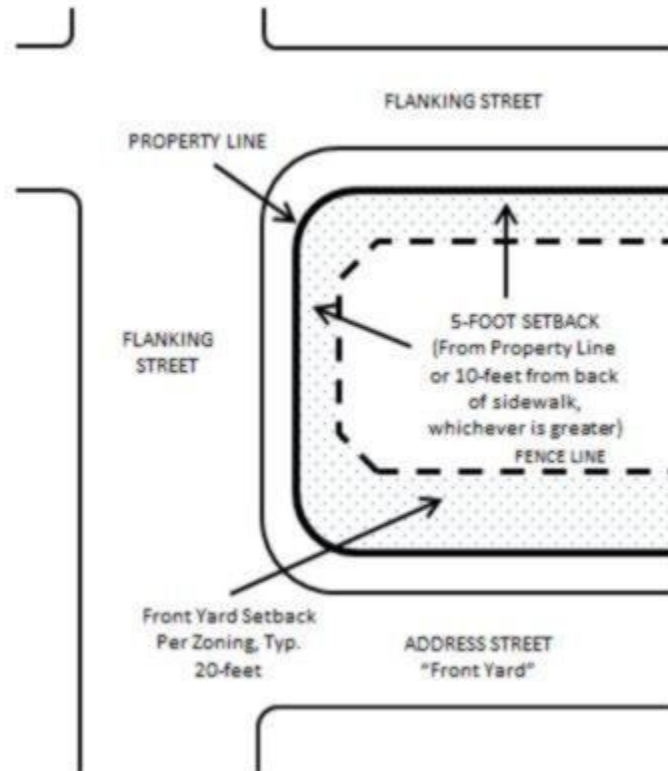 FLANKING STREET
PROPERTY LINE
FLANKING
STREET
5-FOOT SETBACK
(From Property Line
or 10-feet from back
of sidewalk,
whichever is greater)
FENCE LINE
Front Yard Setback
Per Zoning, Typ.
20-feet
ADDRESS STREET
"Front Yard"